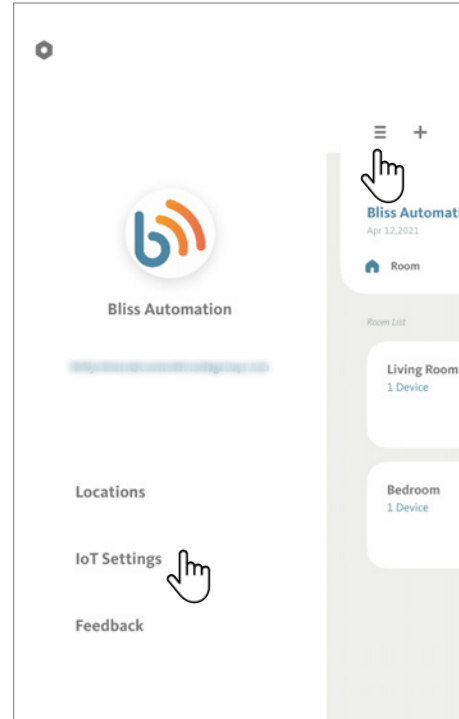 Bliss Automation
Locations
IoT Settings
Feedback
Bliss Automati
Apr 12,2021
Room
Room List
Living Room
1 Device
Bedroom
1 Device